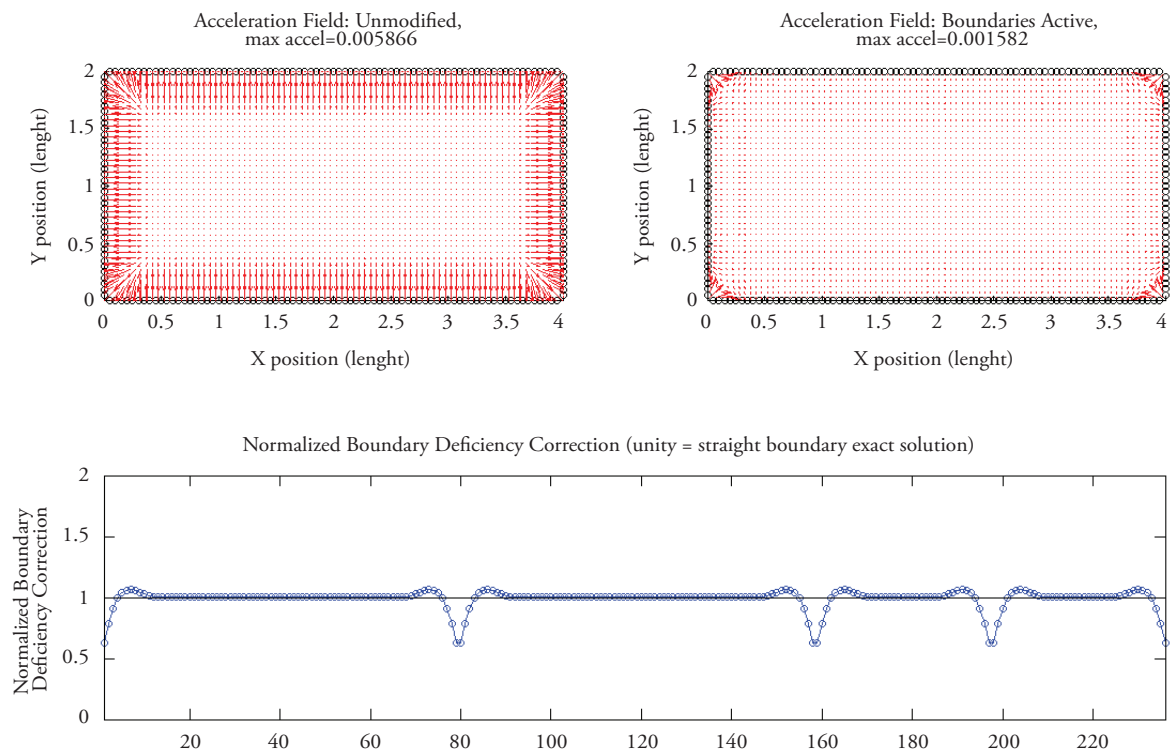 Acceleration Field: Unmodified,
max accel=0.005866
2
1.5
1
0.5
0
Y position (lenght)
0 0.5 1 1.5 2 2.5 3 3.5 4
X position (lenght)
Acceleration Field: Boundaries Active,
max accel=0.001582
2
1.5
1
0.5
0
Y position (lenght)
0 0.5 1 1.5 2 2.5 3 3.5 4
X position (lenght)
Normalized Boundary Deficiency Correction (unity = straight boundary exact solution)
Normalized Boundary
Deficiency Correction
2
1.5
1
0.5
0
20 40 60 80 100 120 140 160 180 200 220